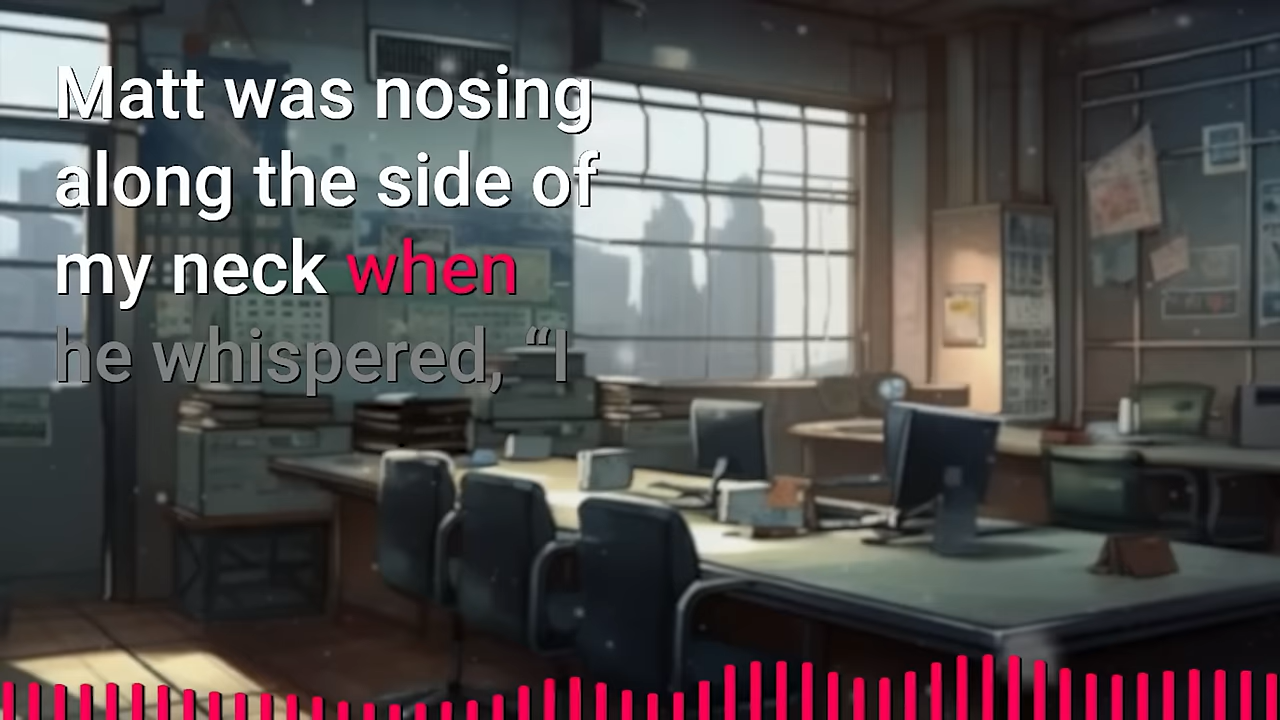 Matt was nosing
along the side of
my neck when
he whispered, “I